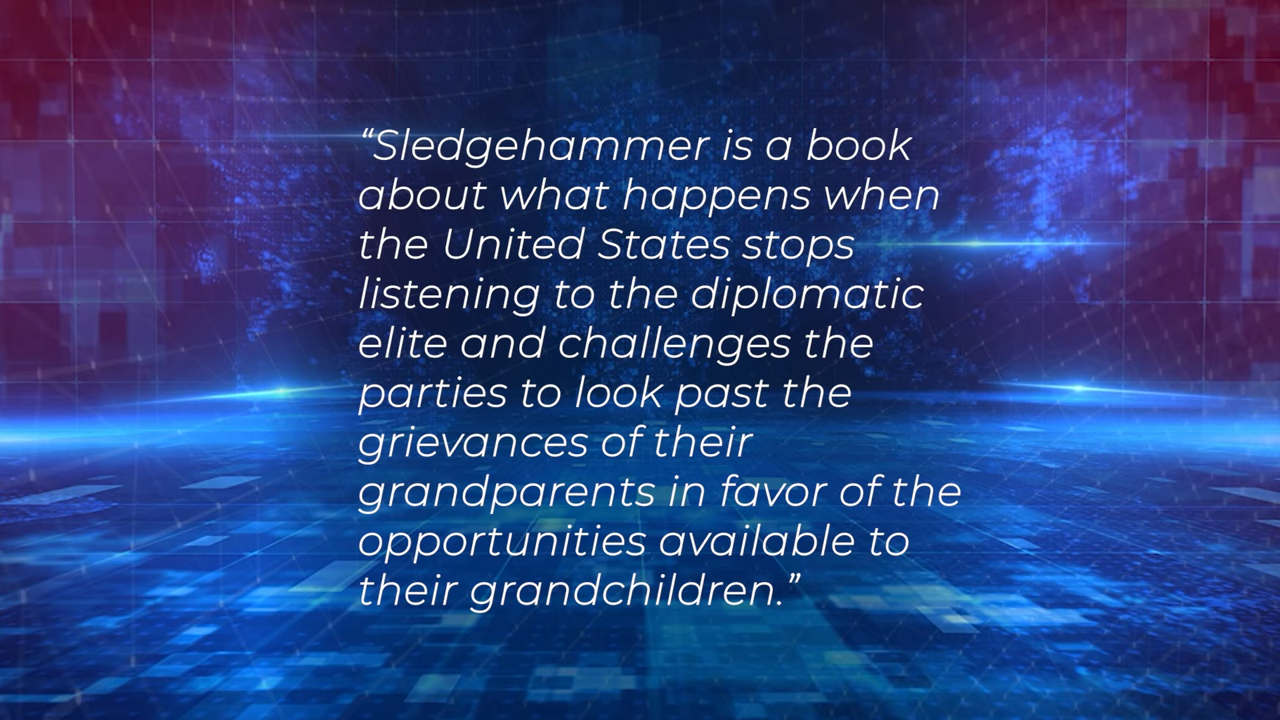 “Sledgehammer is a book
about what happens when
the United States stops
listening to the diplomatic
elite and challenges the
parties to look past the
grievances of their
grandparents in favor of the
opportunities available to
their grandchildren.”